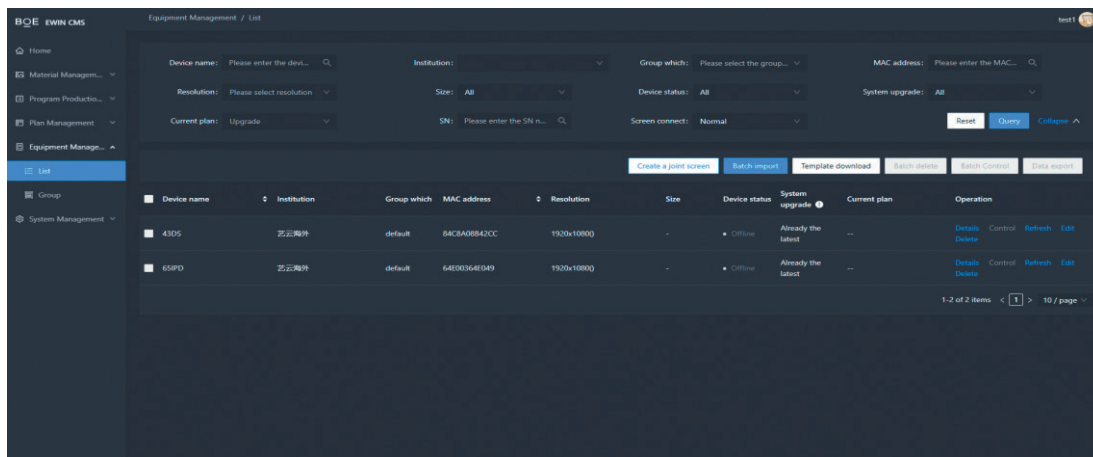 BOE EWIN CMS
Equipment Management / List
test1
Home
Material Managem...
Program Productio...
Plan Management
Equipment Manage...
List
Group
System Management
Device name: Please enter the devi...
Institution:
Group which: Please select the group...
MAC address: Please enter the MAC...
Resolution: Please select resolution
Size: All
Device status: All
System upgrade: All
Current plan: Upgrade
SN: Please enter the SN n...
Screen connect: Normal
Reset Query Collapse
Create a joint screen Batch import Template download Batch delete Batch Control Data export
Device name Institution Group which MAC address Resolution Size Device status System upgrade Current plan Operation
43DS 艺云海外 default 84C8A08B42CC 1920x1080() - Offline Already the latest -- Details Control Refresh Edit Delete
65IPD 艺云海外 default 64E00364E049 1920x1080() - Offline Already the latest -- Details Control Refresh Edit Delete
1-2 of 2 items < 1 > 10 / page